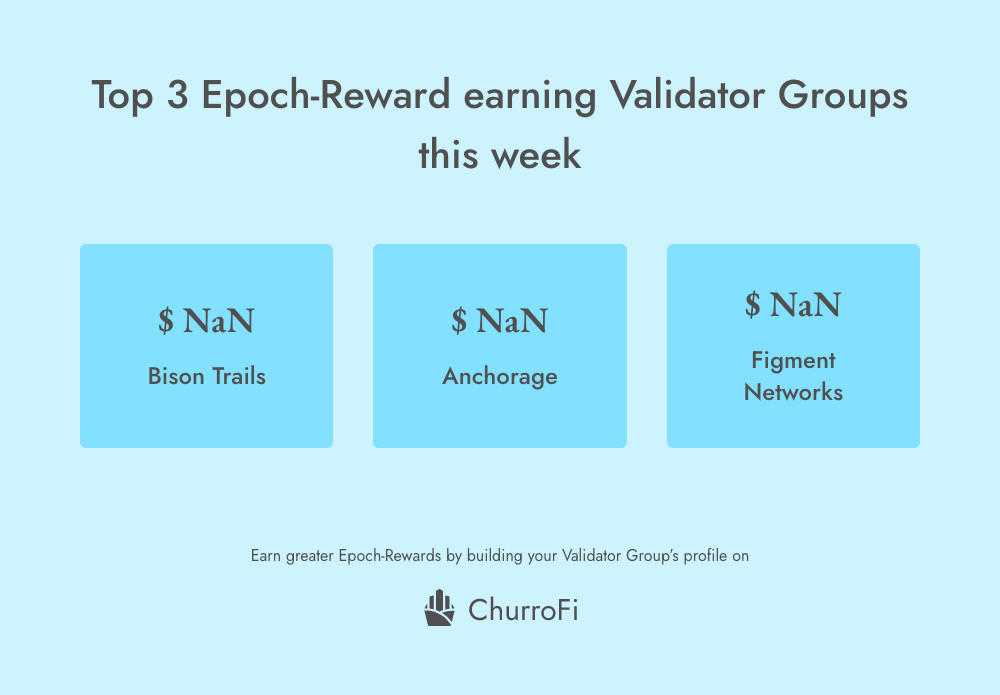 Top 3 Epoch-Reward earning Validator Groups
this week
$ NaN
Bison Trails
$ NaN
Anchorage
$ NaN
Figment
Networks
Earn greater Epoch-Rewards by building your Validator Group’s profile on
ChurroFi